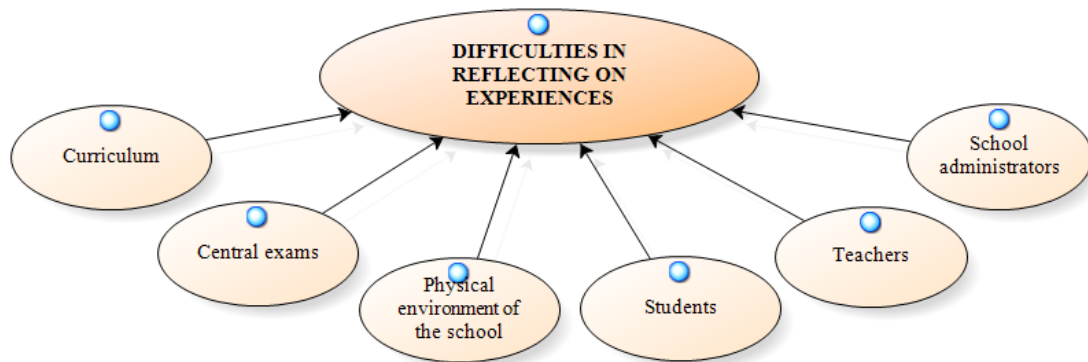 DIFFICULTIES IN
REFLECTING ON
EXPERIENCES
Curriculum
Central exams
Physical
environment of
the school
Students
Teachers
School
administrators